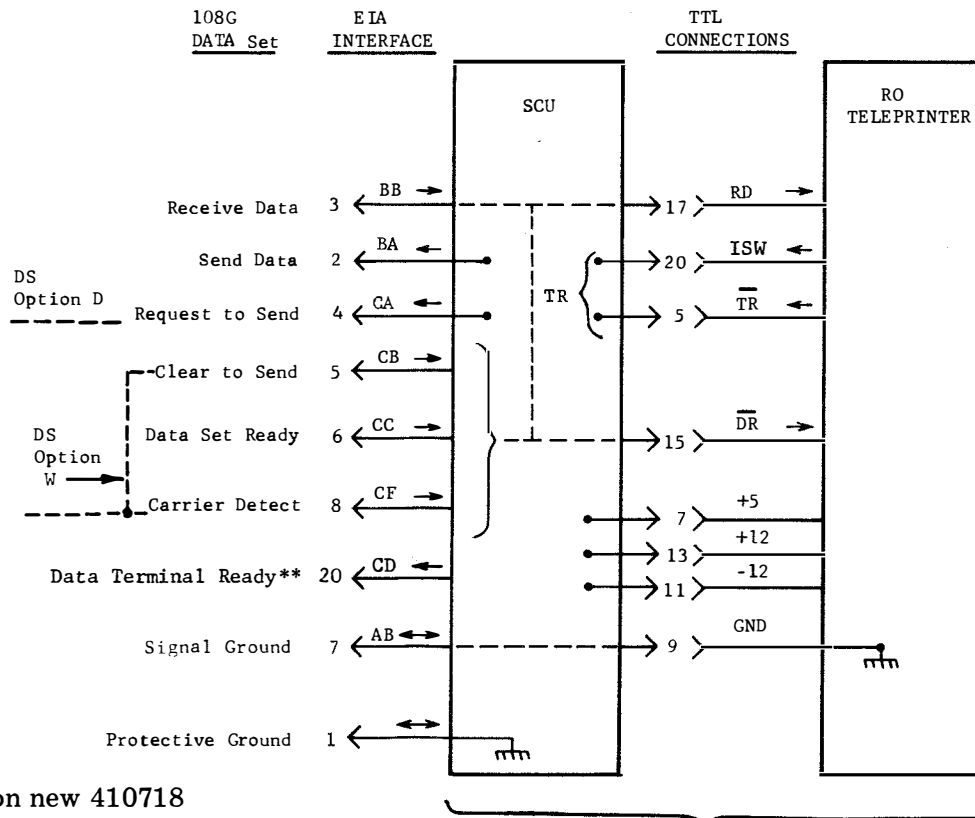 108G EIA TTL
DATA Set INTERFACE CONNECTIONS
SCU RO
TELEPRINTER
Receive Data 3 BB 17 RD
Send Data 2 BA 20 ISW
DS
Option D
TR
Request to Send 4 CA 5 TR
Clear to Send 5 CB
DS
Option
W
Data Set Ready 6 CC 15 DR
Carrier Detect 8 CF 7 +5
13 +12
Data Terminal Ready** 20 CD 11 -12
Signal Ground 7 AB 9 GND
Protective Ground 1
on new 410718